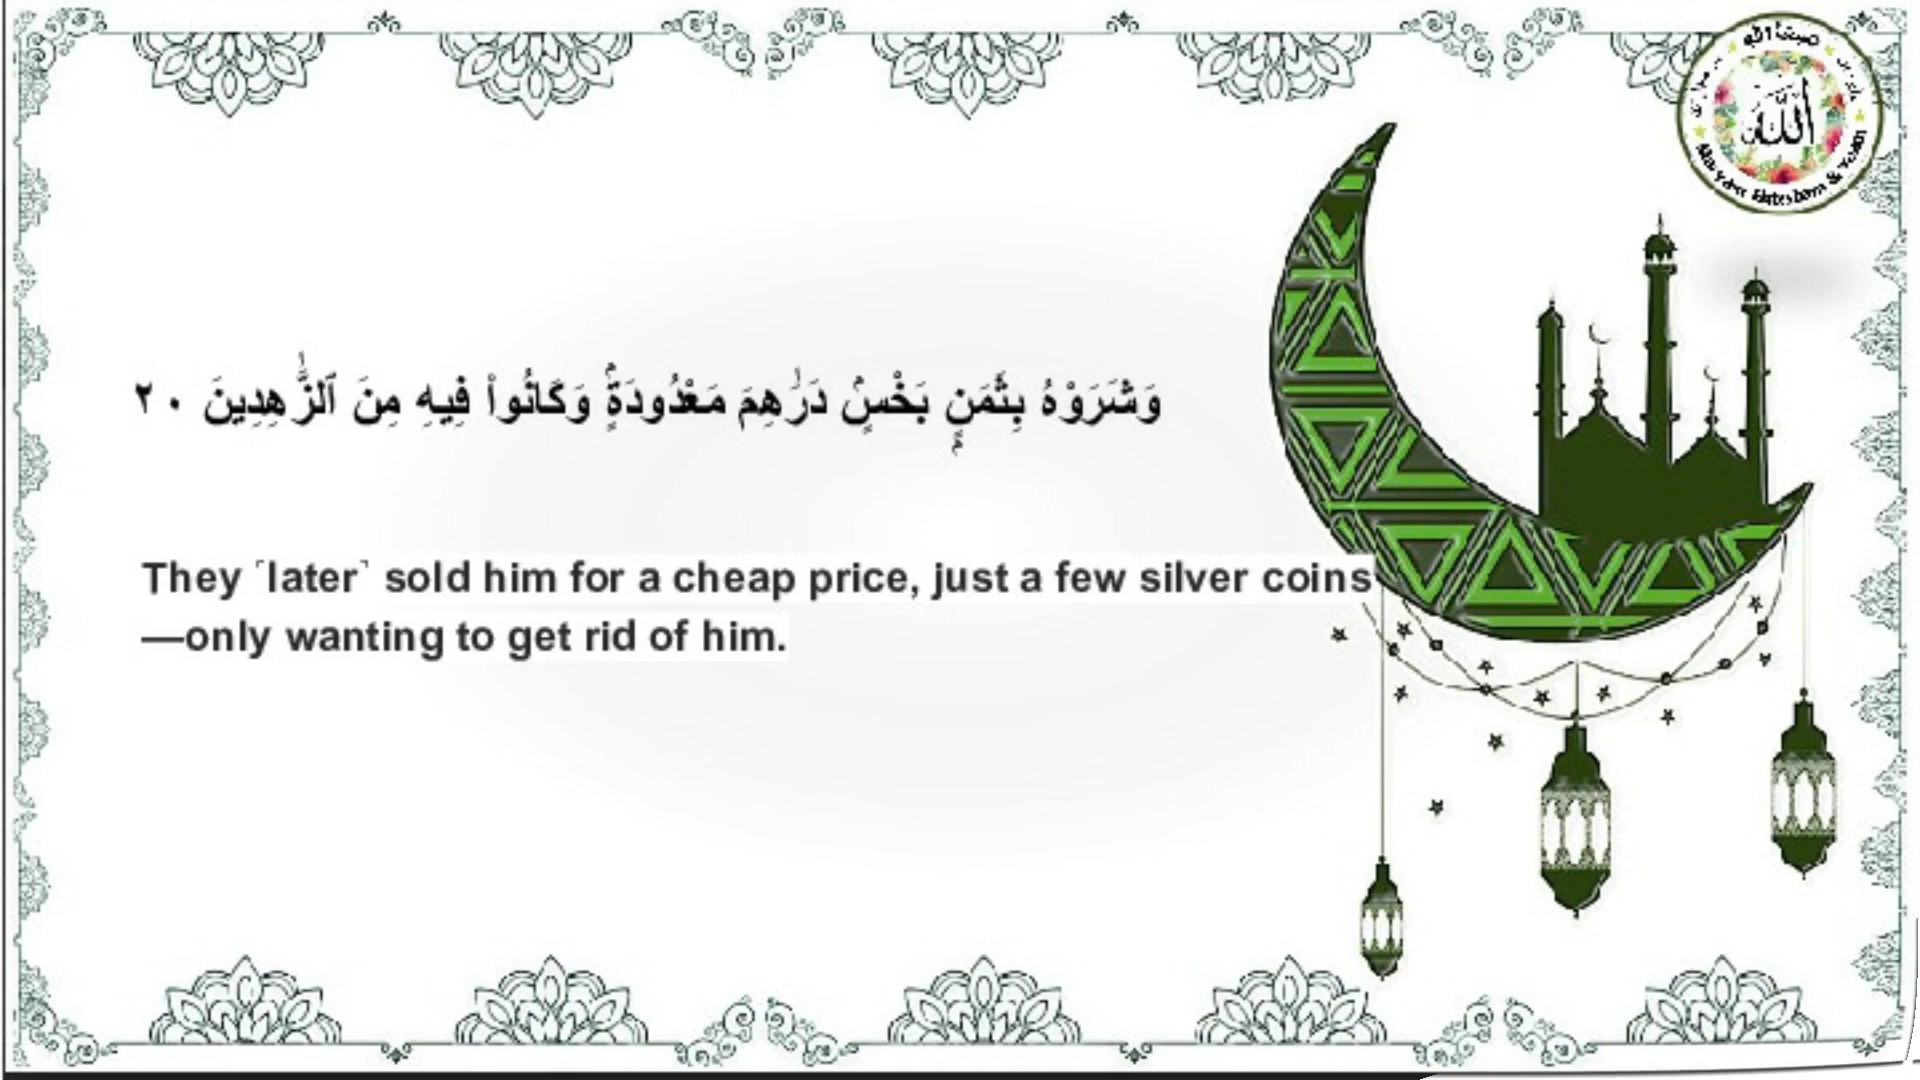 وَشَرَوْهُ بِثَمَنٍۭ بَخْسٍۢ دَرَٰهِمَ مَعْدُودَةٍۢ وَكَانُوا۟ فِيهِ مِنَ ٱلزَّٰهِدِينَ ٢٠
They ˹later˺ sold him for a cheap price, just a few silver coins
—only wanting to get rid of him.
الله